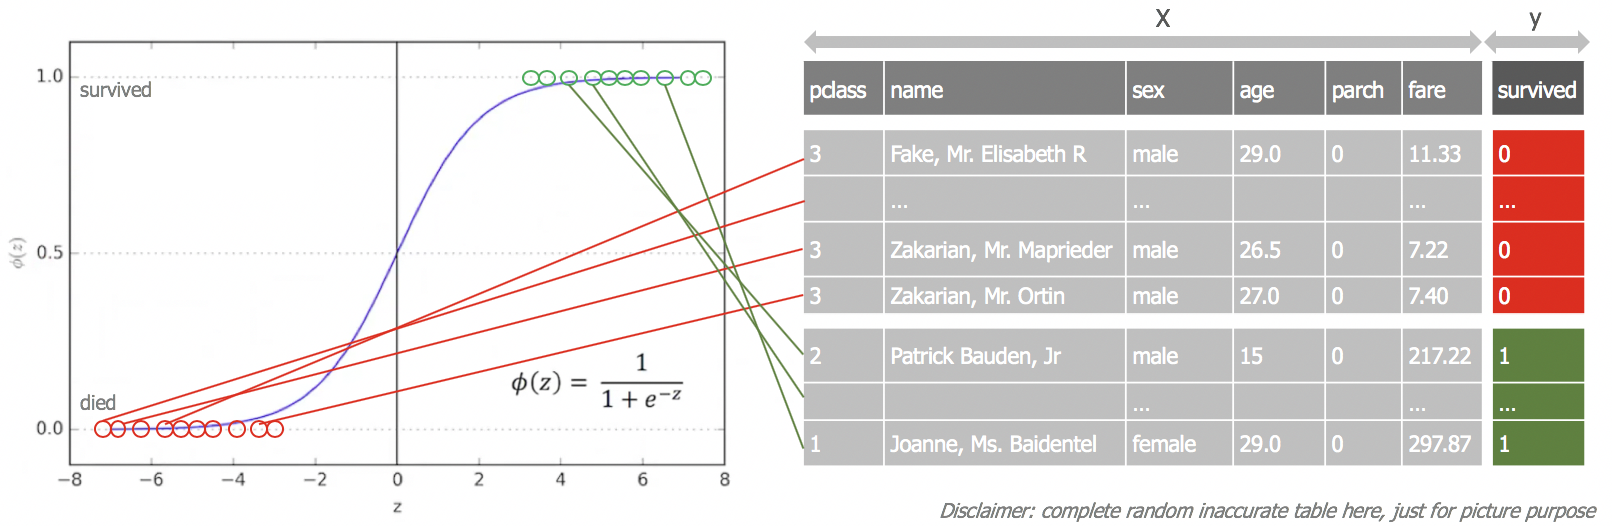 X y
pclass name sex age parch fare survived
3 Fake, Mr. Elisabeth R male 29.0 0 11.33 0
... ... ... ...
3 Zakarian, Mr. Maprieder male 26.5 0 7.22 0
3 Zakarian, Mr. Ortin male 27.0 0 7.40 0
2 Patrick Bauden, Jr male 15 0 217.22 1
... ... ...
1 Joanne, Ms. Baidentel female 29.0 0 297.87 1
Disclaimer: complete random inaccurate table here, just for picture purpose
1.0
survived
0.5
ϕ(z)
ϕ(z) = 1 / (1 + e^{-z})
died
0.0
−8 −6 −4 −2 0 2 4 6 8
z